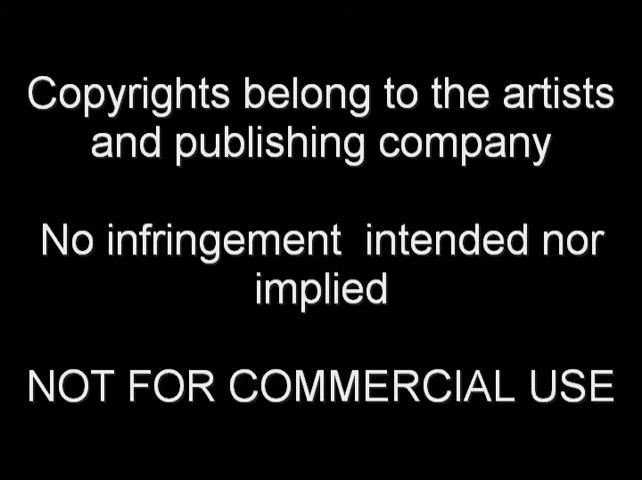 Copyrights belong to the artists
and publishing company
No infringement  intended nor
implied
NOT FOR COMMERCIAL USE